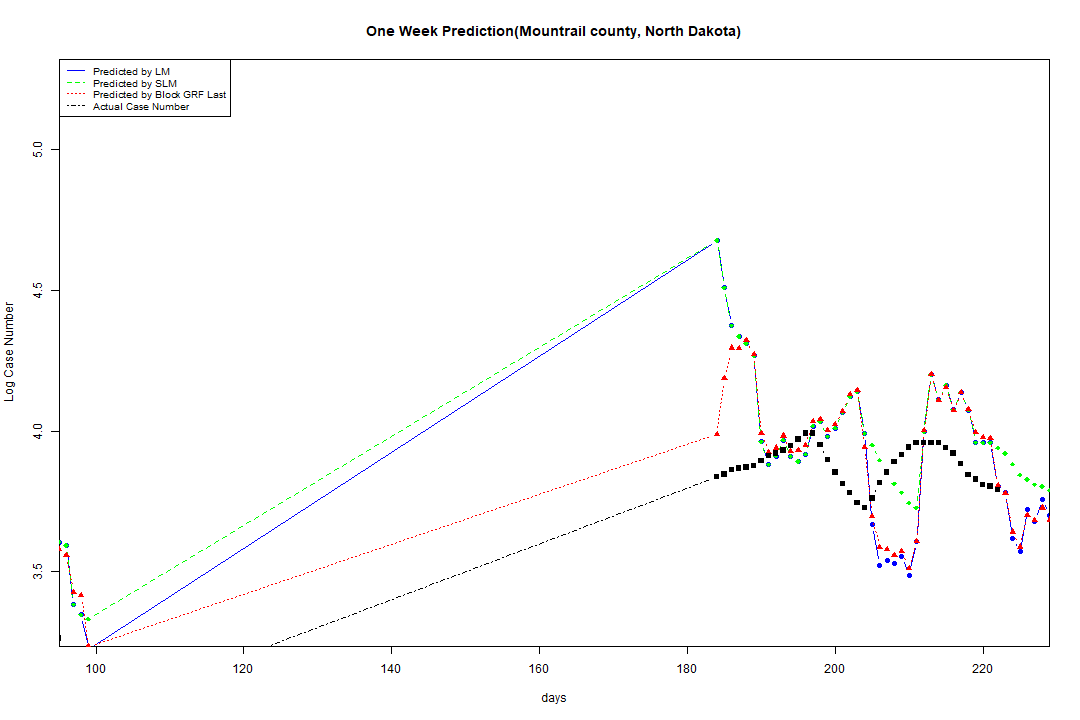 One Week Prediction(Mountrail county, North Dakota)
Predicted by LM
Predicted by SLM
Predicted by Block GRF Last
Actual Case Number
5.0
4.5
4.0
3.5
Log Case Number
100 120 140 160 180 200 220
days